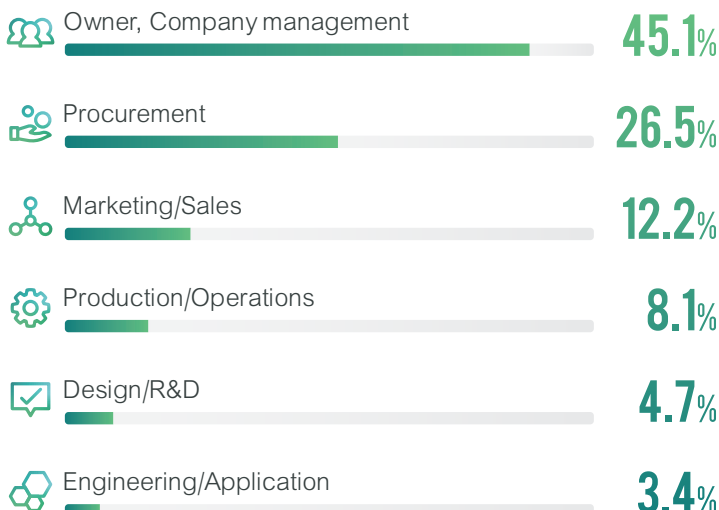 Owner, Company management
45.1%
Procurement
26.5%
Marketing/Sales
12.2%
Production/Operations
8.1%
Design/R&D
4.7%
Engineering/Application
3.4%